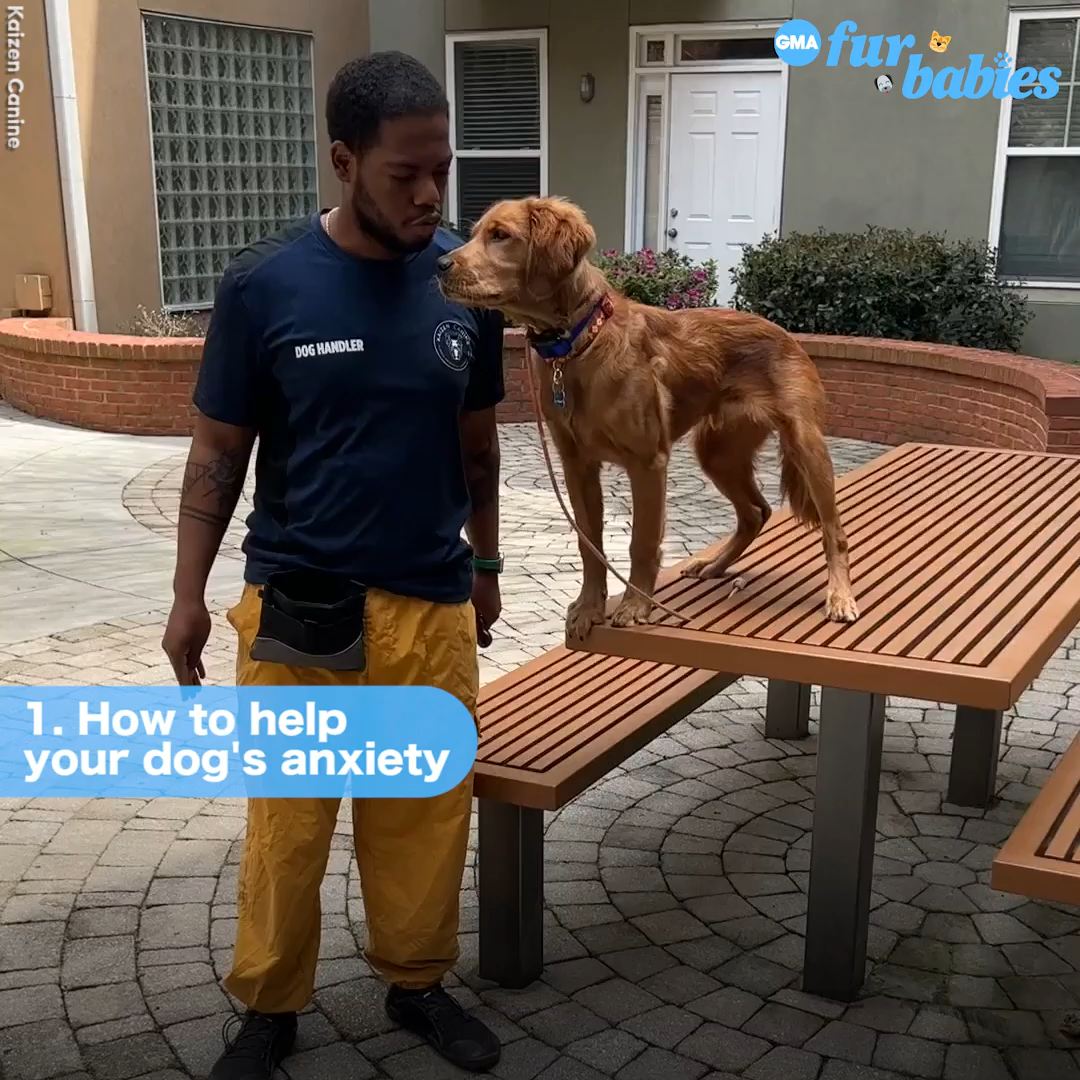 Kaizen Canine
GMA fur
babies
DOG HANDLER
1. How to help
your dog's anxiety